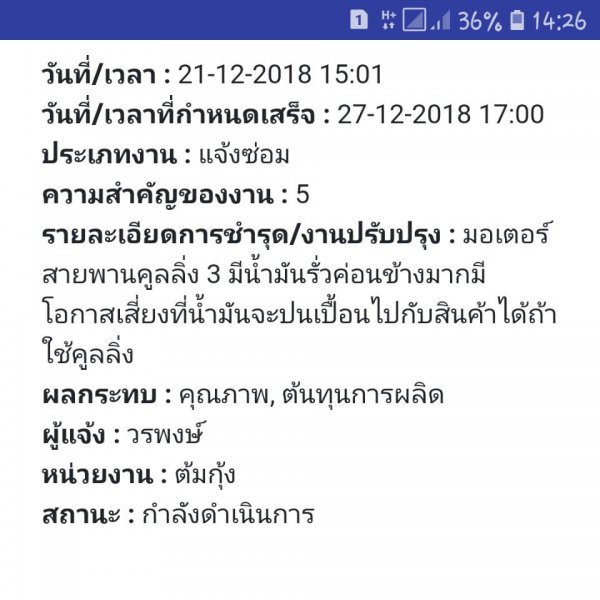 1 H+ 36% 14:26
วันที่/เวลา : 21-12-2018 15:01
วันที่/เวลาที่กำหนดเสร็จ : 27-12-2018 17:00
ประเภทงาน : แจ้งซ่อม
ความสำคัญของงาน : 5
รายละเอียดการชำรุด/งานปรับปรุง : มอเตอร์
สายพานคูลลิ่ง 3 มีน้ำมันรั่วค่อนข้างมากมี
โอกาสเสี่ยงที่น้ำมันจะปนเปื้อนไปกับสินค้าได้ถ้า
ใช้คูลลิ่ง
ผลกระทบ : คุณภาพ, ต้นทุนการผลิต
ผู้แจ้ง : วรพงษ์
หน่วยงาน : ต้มกุ้ง
สถานะ : กำลังดำเนินการ